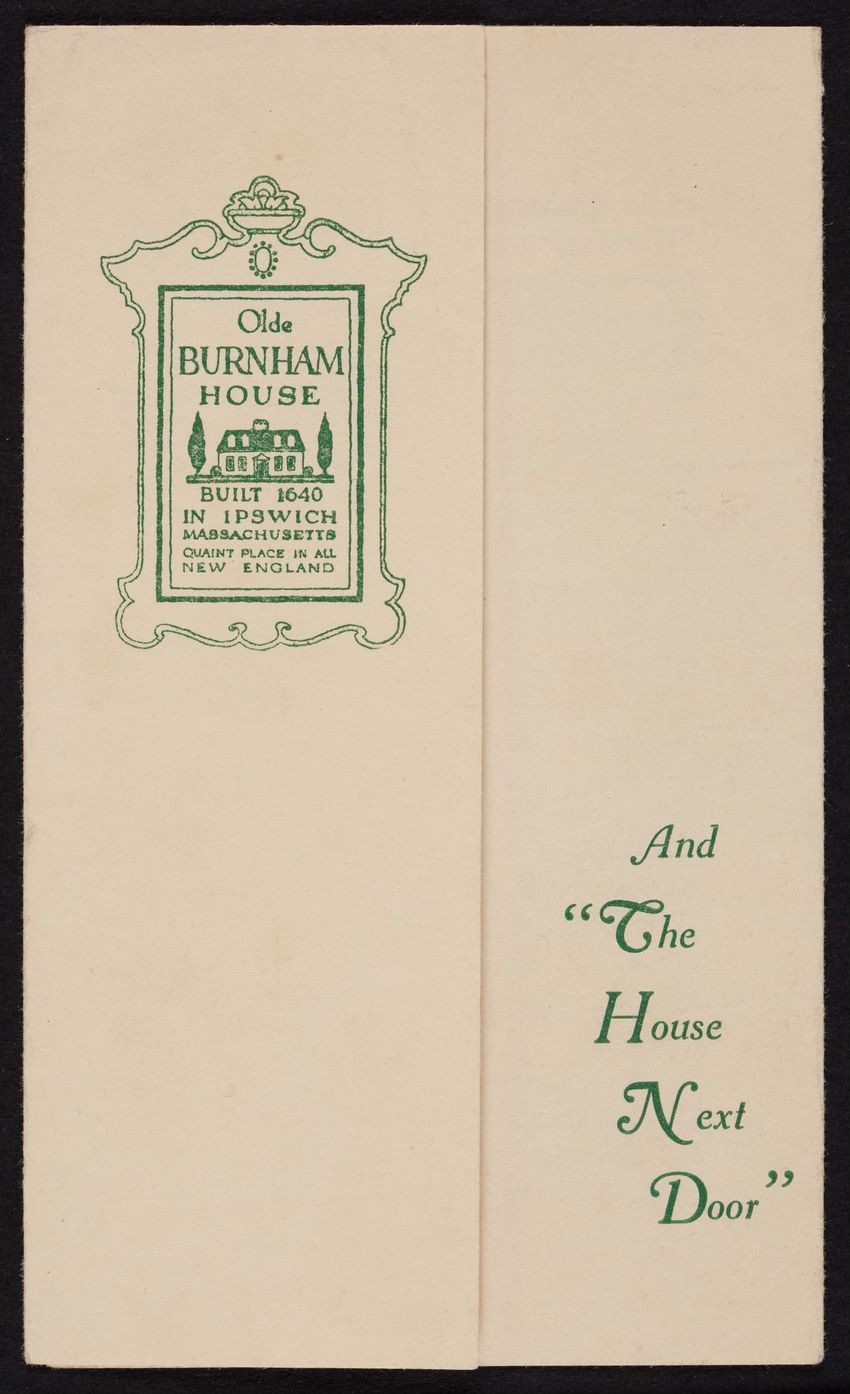 Olde
BURNHAM
HOUSE
BUILT 1640
IN IPSWICH
MASSACHUSETTS
QUAINT PLACE IN ALL
NEW ENGLAND
And
“The
House
Next
Door”